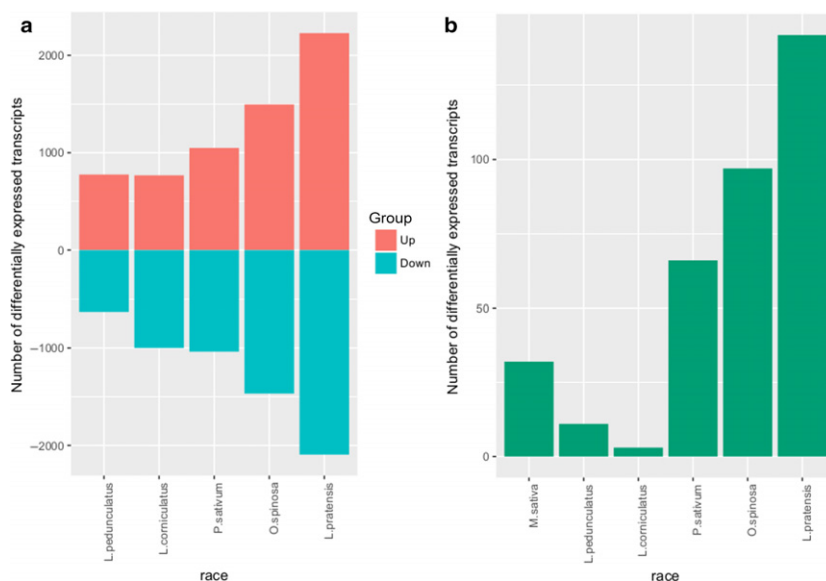 a
Number of differentially expressed transcripts
2000
1000
0
−1000
−2000
L.pedunculatus
L.corniculatus
P.sativum
O.spinosa
L.pratensis
race
Group
Up
Down
b
Number of differentially expressed transcripts
100
50
0
M.sativa
L.pedunculatus
L.corniculatus
P.sativum
O.spinosa
L.pratensis
race